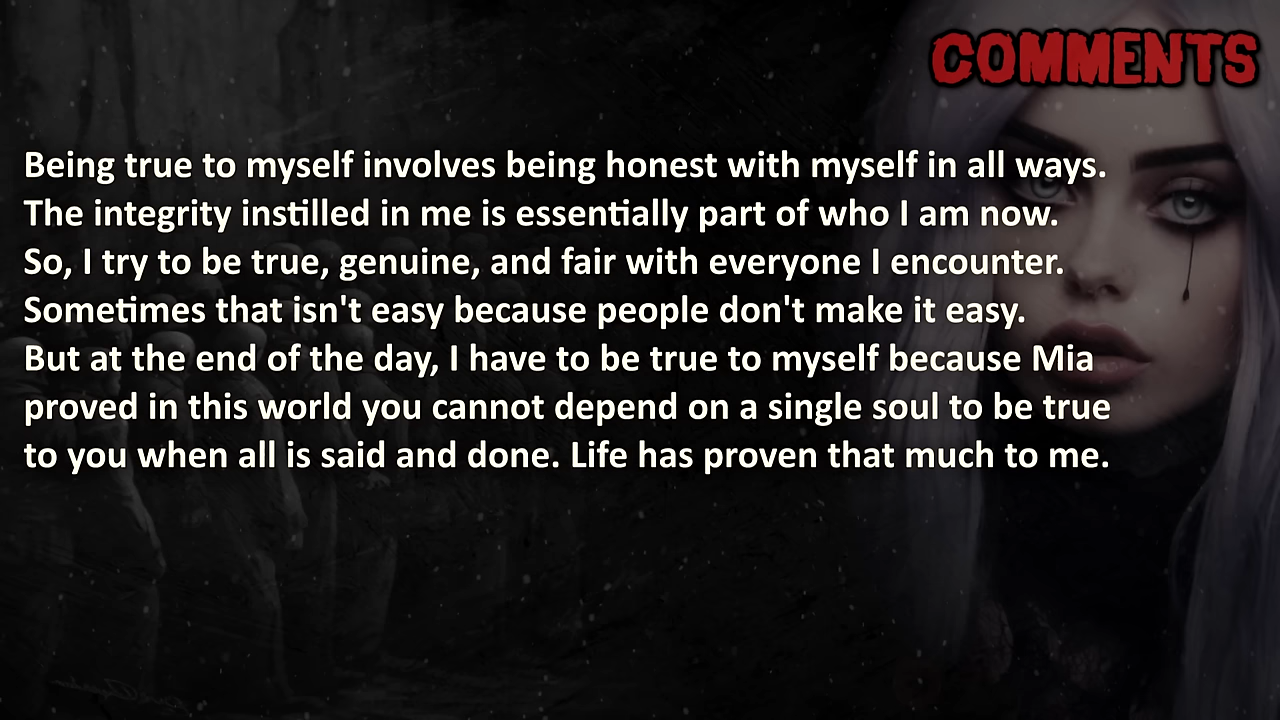 COMMENTS
Being true to myself involves being honest with myself in all ways.
The integrity instilled in me is essentially part of who I am now.
So, I try to be true, genuine, and fair with everyone I encounter.
Sometimes that isn't easy because people don't make it easy.
But at the end of the day, I have to be true to myself because Mia
proved in this world you cannot depend on a single soul to be true
to you when all is said and done. Life has proven that much to me.